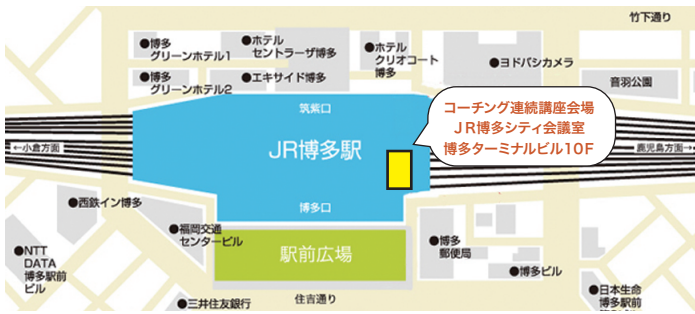 竹下通り
●博多
グリーンホテル1
●ホテル
セントラーザ博多
●ホテル
クリオコート
博多
●ヨドバシカメラ
●博多
グリーンホテル2
●エキサイド博多
音羽公園
筑紫口
コーチング連続講座会場
JR博多シティ会議室
博多ターミナルビル10F
←小倉方面
JR博多駅
鹿児島方面→
博多口
●西鉄イン博多
●福岡交通
センタービル
●NTT
DATA
博多駅前
ビル
駅前広場
●博多
郵便局
●博多ビル
●三井住友銀行
住吉通り
●日本生命
博多駅前